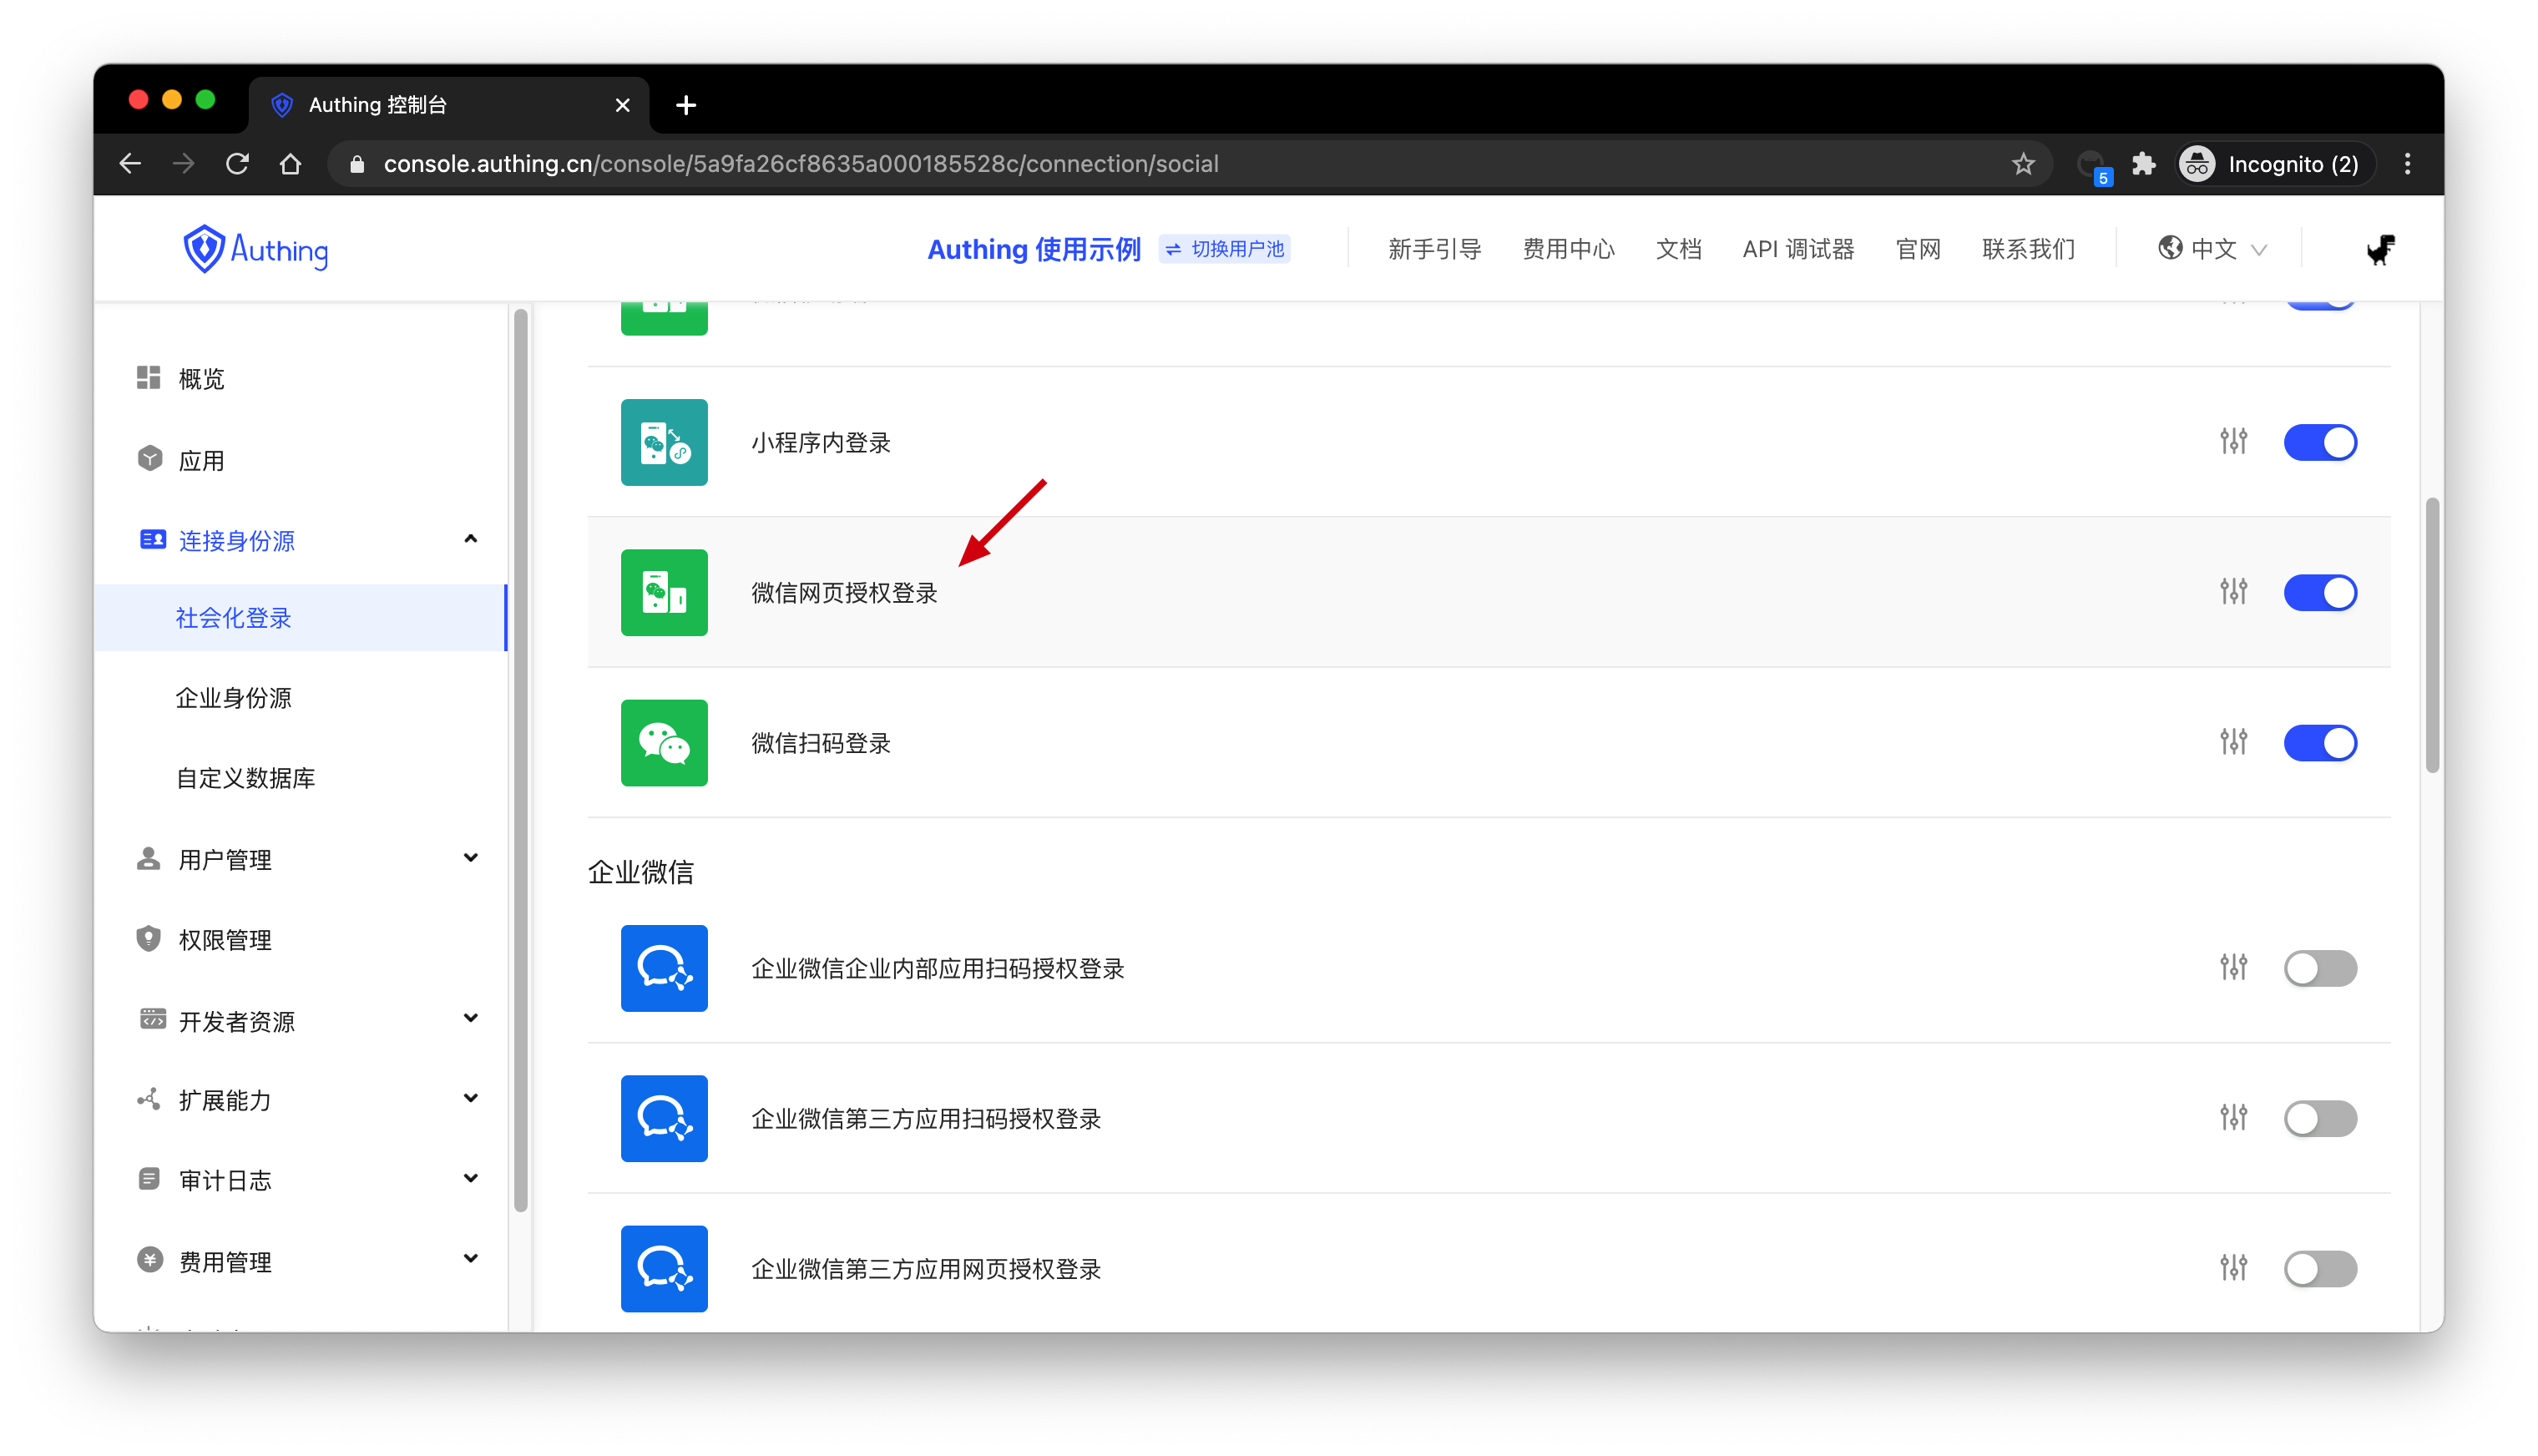 Authing 控制台
console.authing.cn/console/5a9fa26cf8635a000185528c/connection/social
5
Incognito (2)
Authing
Authing 使用示例
切换用户池
新手引导
费用中心
文档
API 调试器
官网
联系我们
中文
概览
应用
连接身份源
社会化登录
企业身份源
自定义数据库
用户管理
权限管理
开发者资源
扩展能力
审计日志
费用管理
小程序内登录
微信网页授权登录
微信扫码登录
企业微信
企业微信企业内部应用扫码授权登录
企业微信第三方应用扫码授权登录
企业微信第三方应用网页授权登录